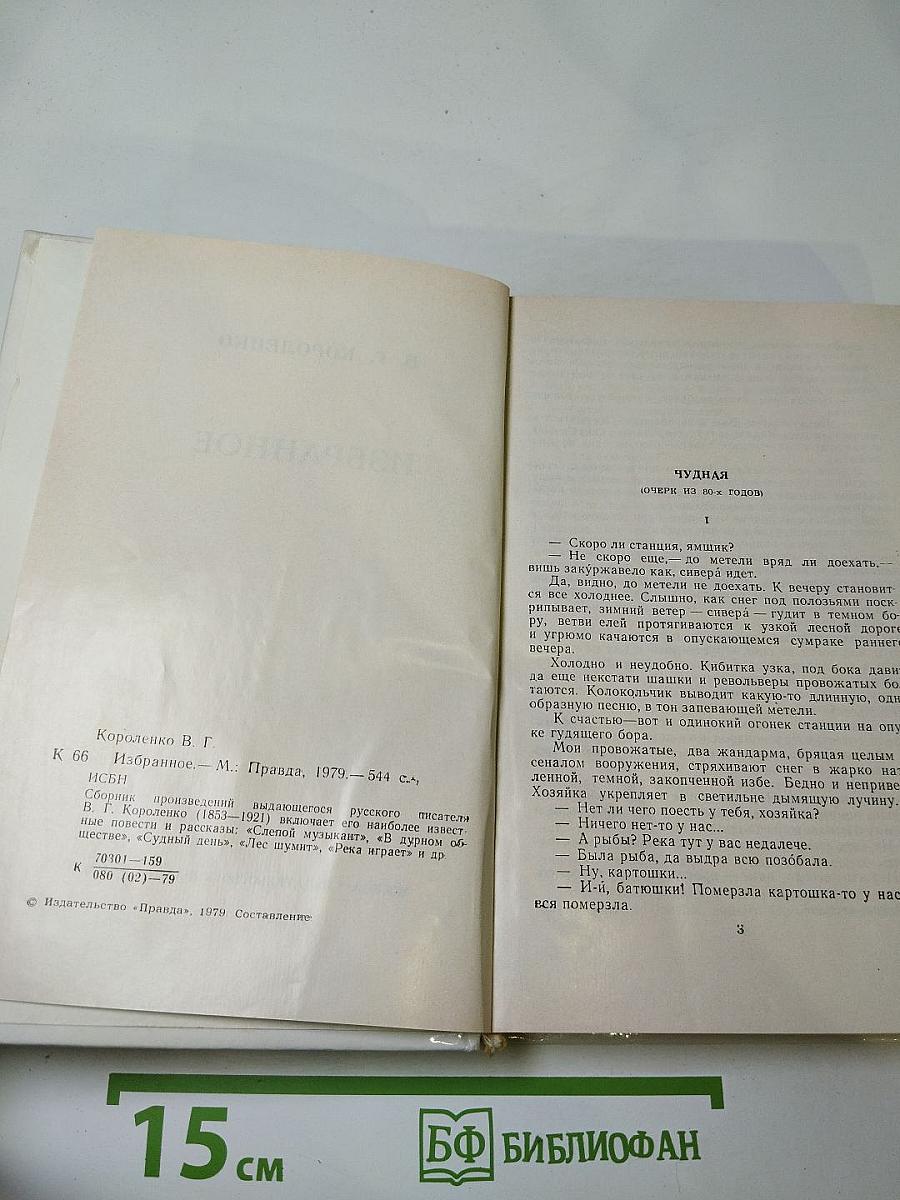 В. Г. КОРОЛЕНКО
ИЗБРАННОЕ
Короленко В. Г.
К 66 Избранное.— М.: Правда, 1979.— 544 с.,
ИСБН
Сборник произведений выдающегося русского писателя
В. Г. Короленко (1853—1921) включает его наиболее извест-
ные повести и рассказы: «Слепой музыкант», «В дурном об-
ществе», «Судный день», «Лес шумит», «Река играет» и др.
К 70301—159
080 (02)—79
© Издательство «Правда», 1979 Составление
ЧУДНАЯ
(ОЧЕРК ИЗ 80-х ГОДОВ)
I
— Скоро ли станция, ямщик?
— Не скоро еще,— до метели вряд ли доехать,—
вишь заку́ржавело как, сивера́ идет.
Да, видно, до метели не доехать. К вечеру становит-
ся все холоднее. Слышно, как снег под полозьями поск-
рипывает, зимний ветер — сивера́ — гудит в темном бо-
ру, ветви елей протягиваются к узкой лесной дороге
и угрюмо качаются в опускающемся сумраке раннего
вечера.
Холодно и неудобно. Кибитка узка, под бока давит
да еще некстати шашки и револьверы провожатых бол
таются. Колокольчик выводит какую-то длинную, одн
образную песню, в тон запевающей метели.
К счастью—вот и одинокий огонек станции на опу
ке гудящего бора.
Мои провожатые, два жандарма, бряцая целым
сеналом вооружения, стряхивают снег в жарко нат
ленной, темной, закопченной избе. Бедно и неприве
Хозяйка укрепляет в светильне дымящую лучину.
— Нет ли чего поесть у тебя, хозяйка?
— Ничего нет-то у нас...
— А рыбы? Река тут у вас недалече.
— Была рыба, да выдра всю позо́бала.
— Ну, картошки...
— И-й, батюшки! Померзла картошка-то у нас
вся померзла.
3
15 см
БФ БИБЛИОФАН